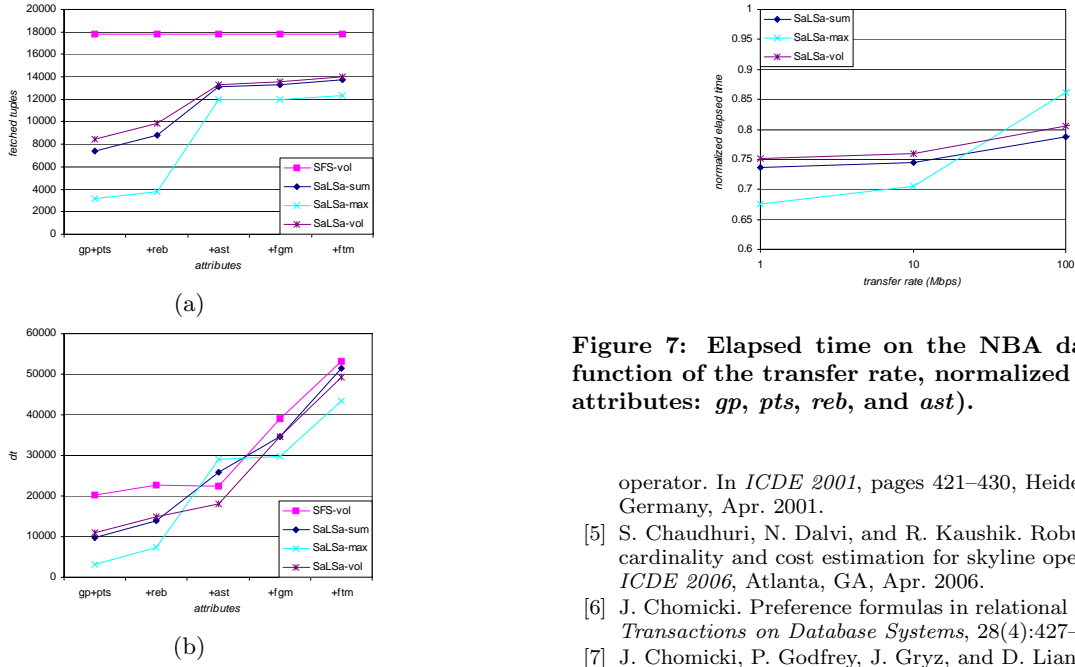 20000
18000
16000
14000
12000
10000
8000
6000
4000
2000
0
fetched tuples
SFS-vol
SaLSa-sum
SaLSa-max
SaLSa-vol
gp+pts +reb +ast +fgm +ftm
attributes
(a)
60000
50000
40000
30000
20000
10000
0
dt
SFS-vol
SaLSa-sum
SaLSa-max
SaLSa-vol
gp+pts +reb +ast +fgm +ftm
attributes
(b)
1
0.95
0.9
0.85
0.8
0.75
0.7
0.65
0.6
normalized elapsed time
SaLSa-sum
SaLSa-max
SaLSa-vol
1 10 100
transfer rate (Mbps)
Figure 7: Elapsed time on the NBA da
function of the transfer rate, normalized
attributes: gp, pts, reb, and ast).
operator. In ICDE 2001, pages 421–430, Heide
Germany, Apr. 2001.
[5] S. Chaudhuri, N. Dalvi, and R. Kaushik. Robu
cardinality and cost estimation for skyline ope
ICDE 2006, Atlanta, GA, Apr. 2006.
[6] J. Chomicki. Preference formulas in relational
Transactions on Database Systems, 28(4):427–
[7] J. Chomicki, P. Godfrey, J. Gryz, and D. Lian